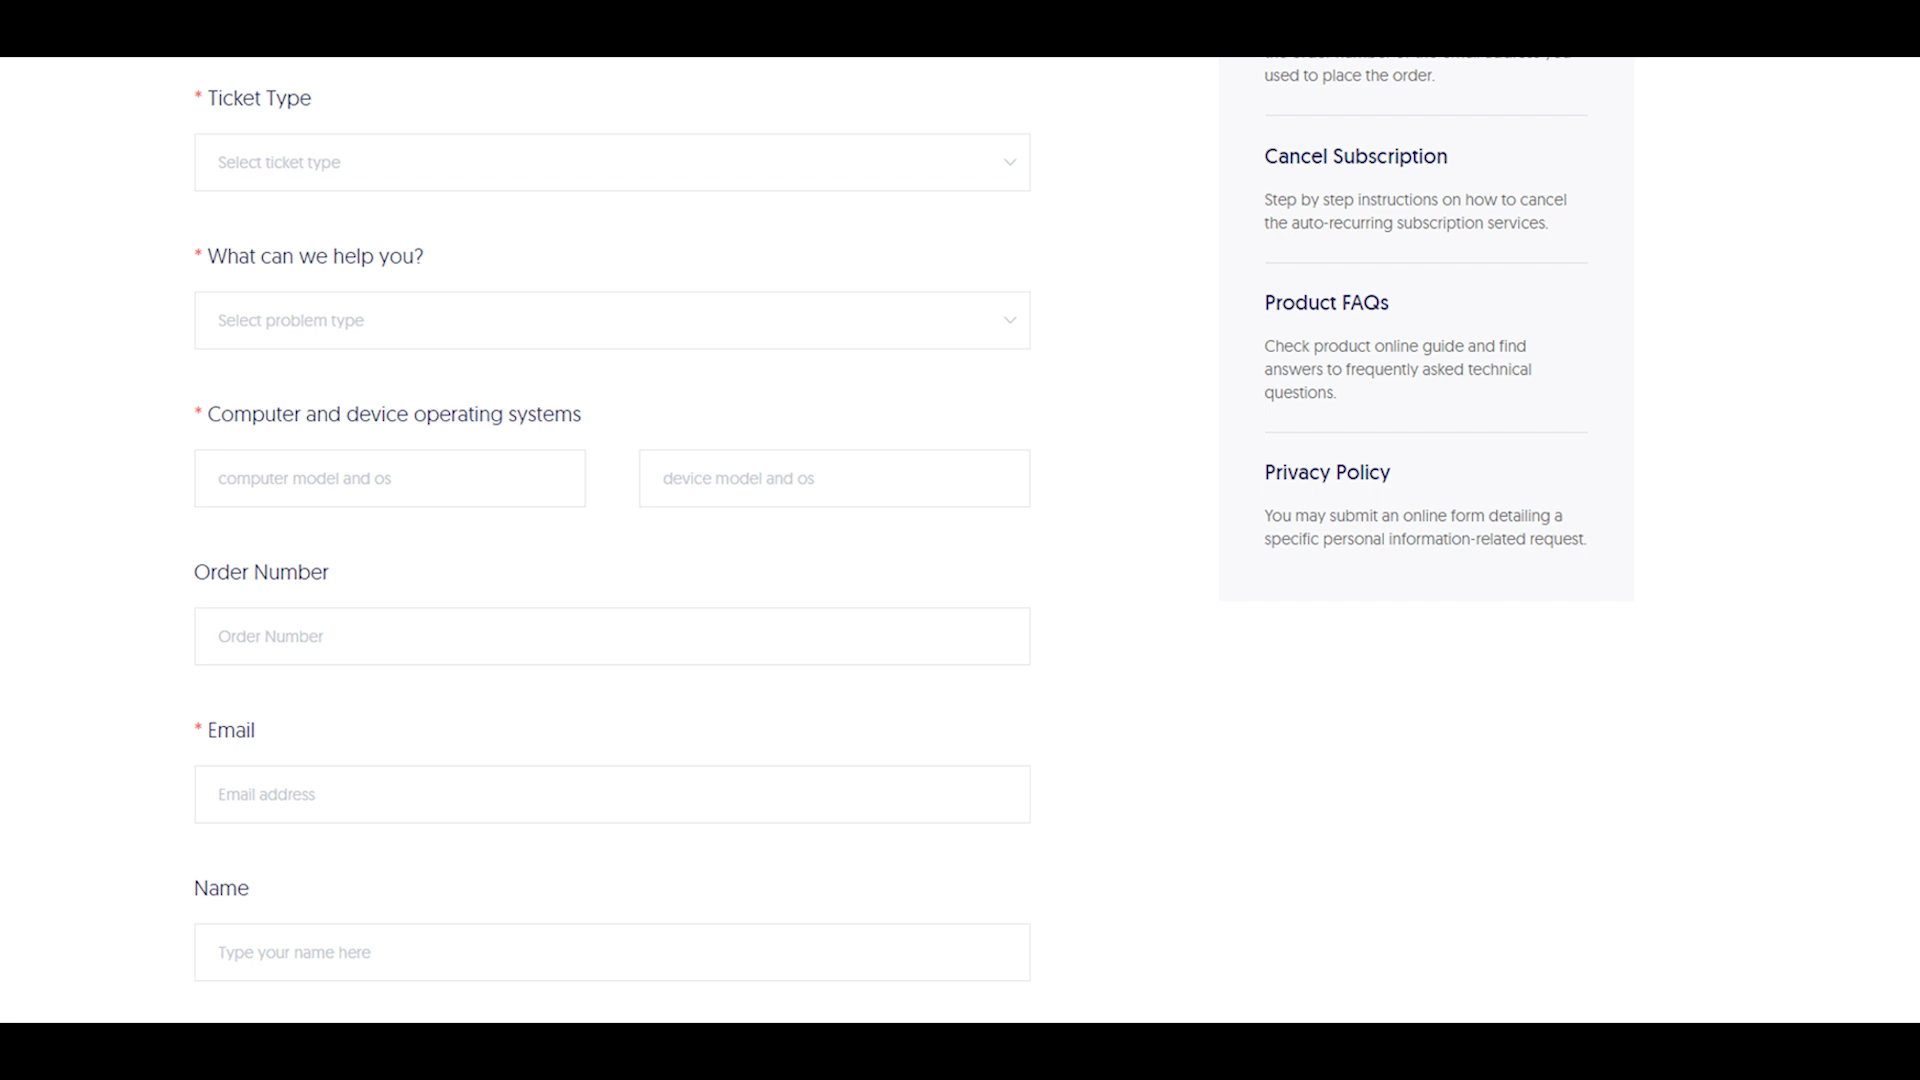 * Ticket Type
Select ticket type
* What can we help you?
Select problem type
* Computer and device operating systems
computer model and os
device model and os
Order Number
Order Number
* Email
Email address
Name
Type your name here
used to place the order.
Cancel Subscription
Step by step instructions on how to cancel
the auto-recurring subscription services.
Product FAQs
Check product online guide and find
answers to frequently asked technical
questions.
Privacy Policy
You may submit an online form detailing a
specific personal information-related request.